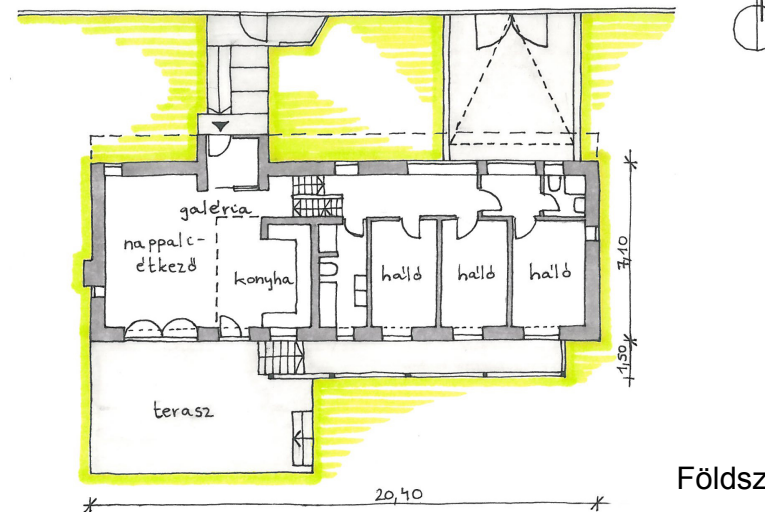 galéria
nappali-
étkező
konyha
háló
háló
háló
7,10
1,50
terasz
20,40
Földsz